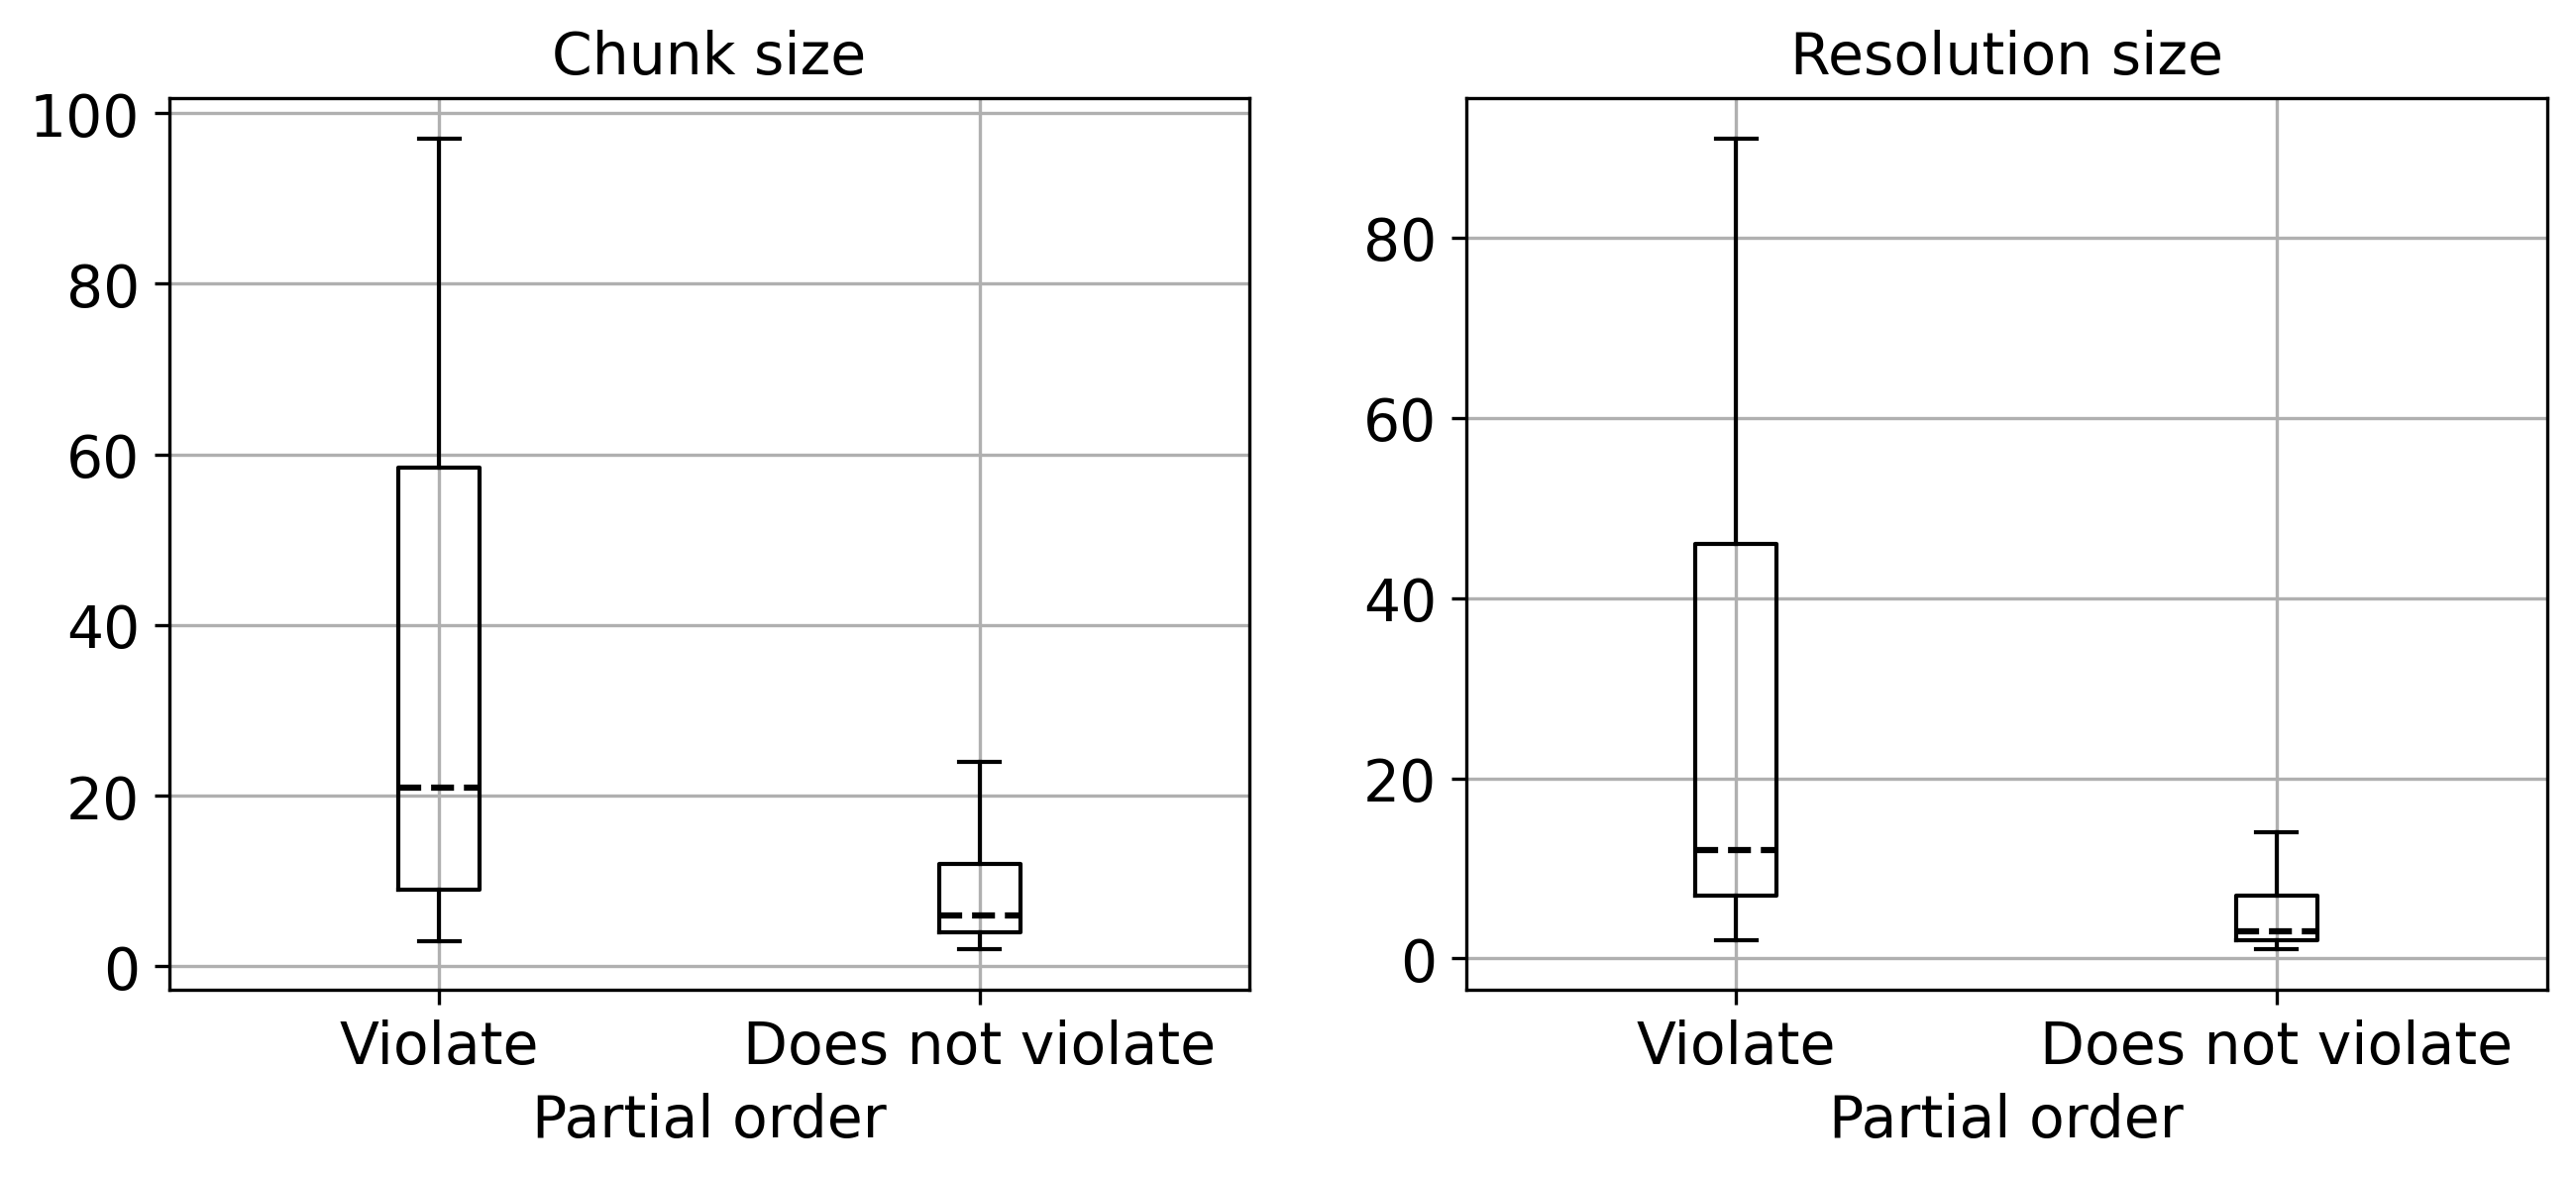 Chunk size
100
80
60
40
20
0
Violate
Does not violate
Partial order
Resolution size
80
60
40
20
0
Violate
Does not violate
Partial order